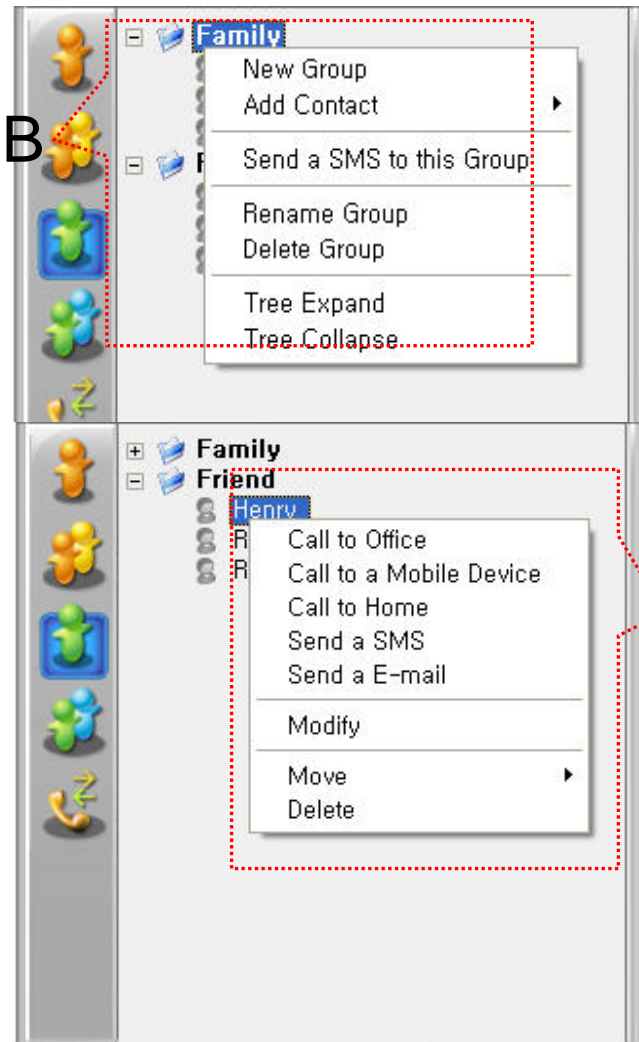 Family
New Group
Add Contact
B
Send a SMS to this Group
F
Rename Group
Delete Group
Tree Expand
Tree Collapse
Family
Friend
Henry
R
Call to Office
R
Call to a Mobile Device
Call to Home
Send a SMS
Send a E-mail
Modify
Move
Delete